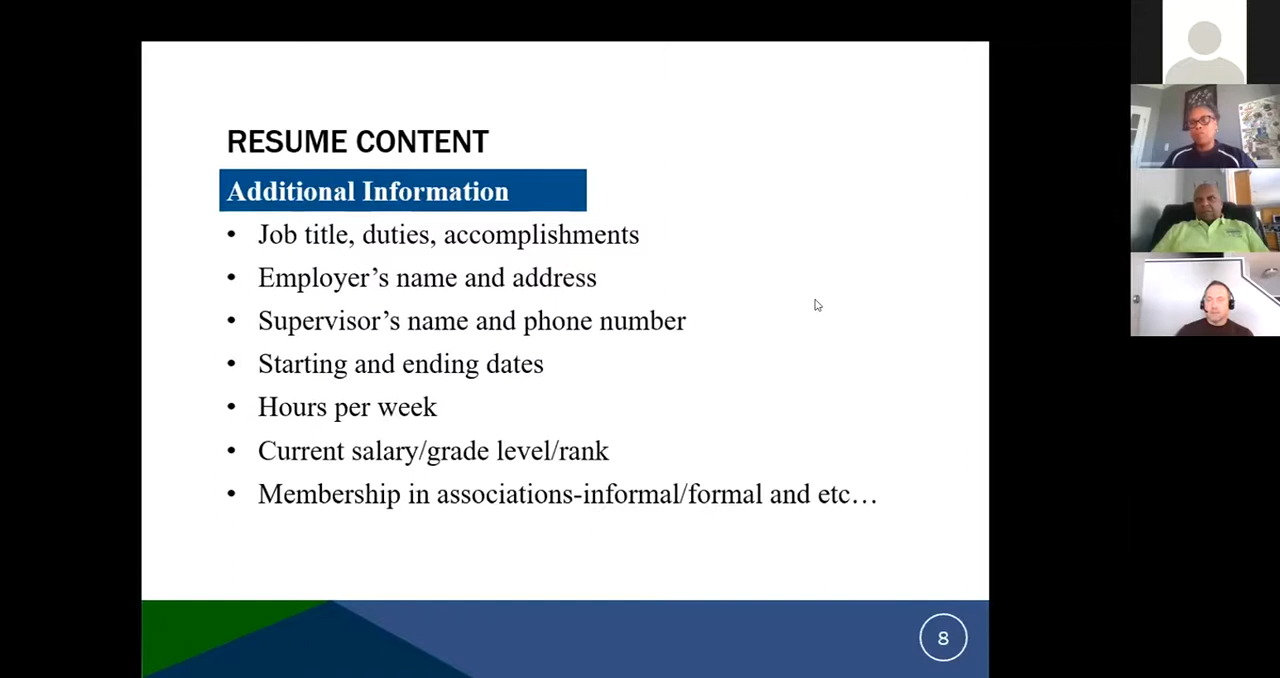 RESUME CONTENT
Additional Information
• Job title, duties, accomplishments
• Employer’s name and address
• Supervisor’s name and phone number
• Starting and ending dates
• Hours per week
• Current salary/grade level/rank
• Membership in associations-informal/formal and etc…
8